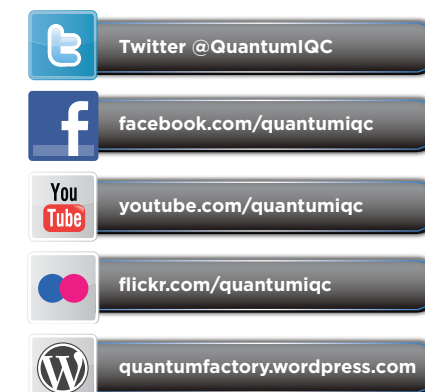 Twitter @QuantumIQC
facebook.com/quantumiqc
You
Tube
youtube.com/quantumiqc
flickr.com/quantumiqc
quantumfactory.wordpress.com